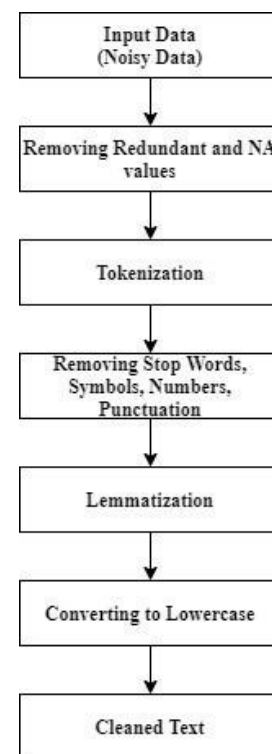 Input Data
(Noisy Data)
Removing Redundant and NA
values
Tokenization
Removing Stop Words,
Symbols, Numbers,
Punctuation
Lemmatization
Converting to Lowercase
Cleaned Text